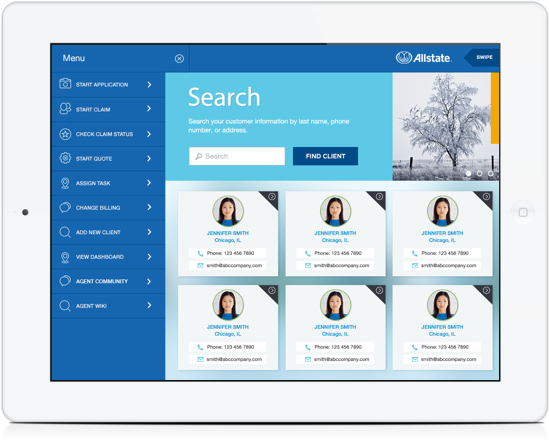 Menu
Allstate
SWIPE
START APPLICATION
START CLAIM
CHECK CLAIM STATUS
START QUOTE
ASSIGN TASK
CHANGE BILLING
ADD NEW CLIENT
VIEW DASHBOARD
AGENT COMMUNITY
AGENT WIKI
Search
Search your customer information by last name, phone
number, or address.
Search
FIND CLIENT
JENNIFER SMITH
Chicago, IL
Phone: 123 456 7890
smith@abccompany.com
JENNIFER SMITH
Chicago, IL
Phone: 123 456 7890
smith@abccompany.com
JENNIFER SMITH
Chicago, IL
Phone: 123 456 7890
smith@abccompany.com
JENNIFER SMITH
Chicago, IL
Phone: 123 456 7890
smith@abccompany.com
JENNIFER SMITH
Chicago, IL
Phone: 123 456 7890
smith@abccompany.com
JENNIFER SMITH
Chicago, IL
Phone: 123 456 7890
smith@abccompany.com